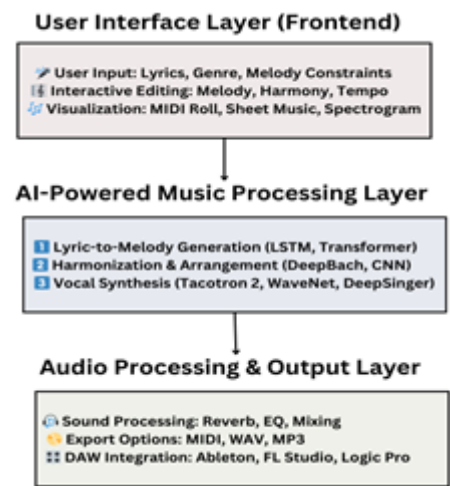 User Interface Layer (Frontend)
🎤 User Input: Lyrics, Genre, Melody Constraints
🎼 Interactive Editing: Melody, Harmony, Tempo
🎶 Visualization: MIDI Roll, Sheet Music, Spectrogram
AI-Powered Music Processing Layer
1️⃣ Lyric-to-Melody Generation (LSTM, Transformer)
2️⃣ Harmonization & Arrangement (DeepBach, CNN)
3️⃣ Vocal Synthesis (Tacotron 2, WaveNet, DeepSinger)
Audio Processing & Output Layer
🎧 Sound Processing: Reverb, EQ, Mixing
Export Options: MIDI, WAV, MP3
🎛️ DAW Integration: Ableton, FL Studio, Logic Pro